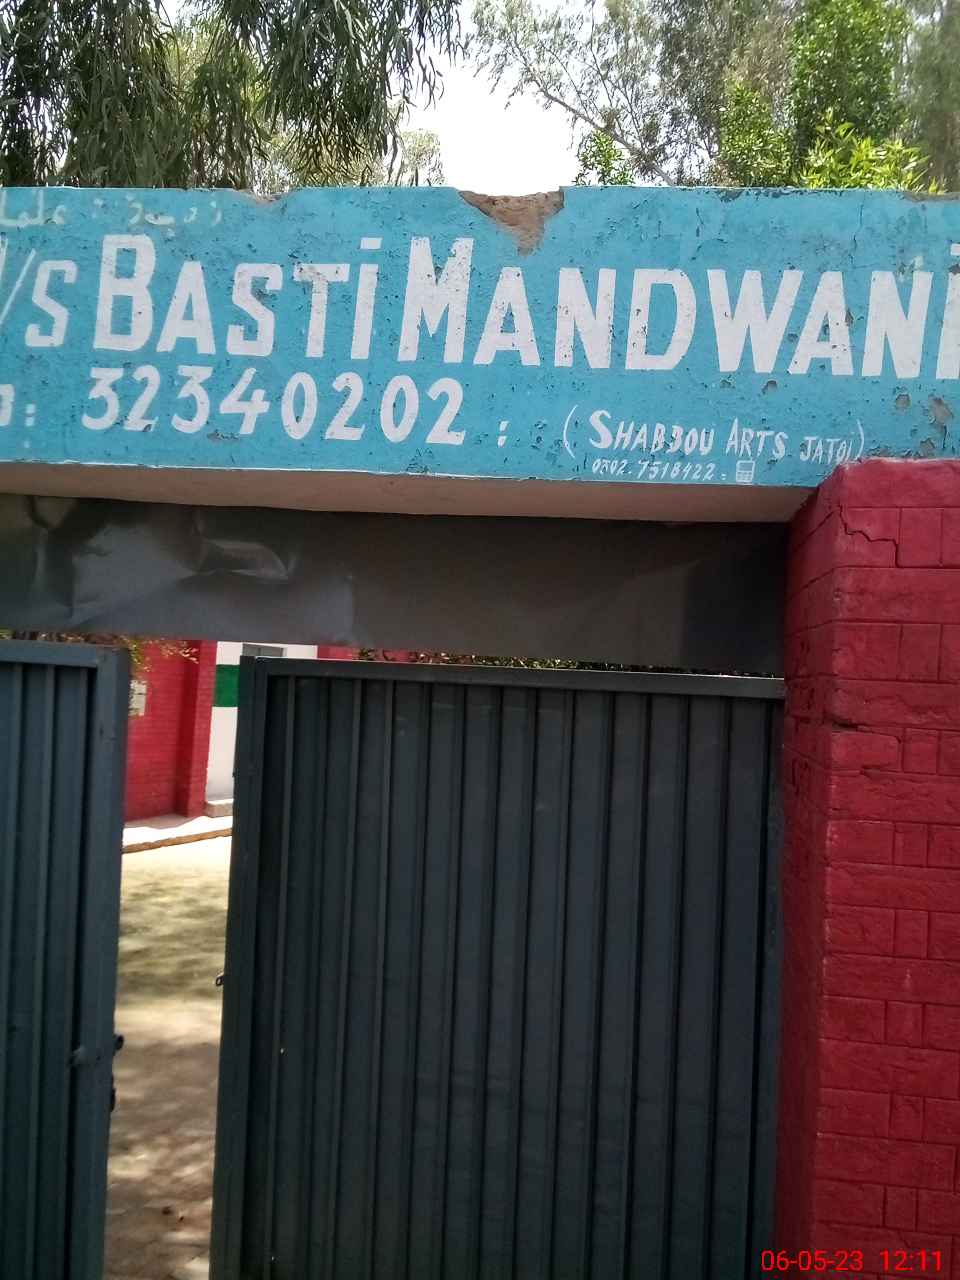 /S BASTI MANDWANI
: 32340202 : (SHABBOU ARTS JATOI)
0302.7518422:
06-05-23 12:11